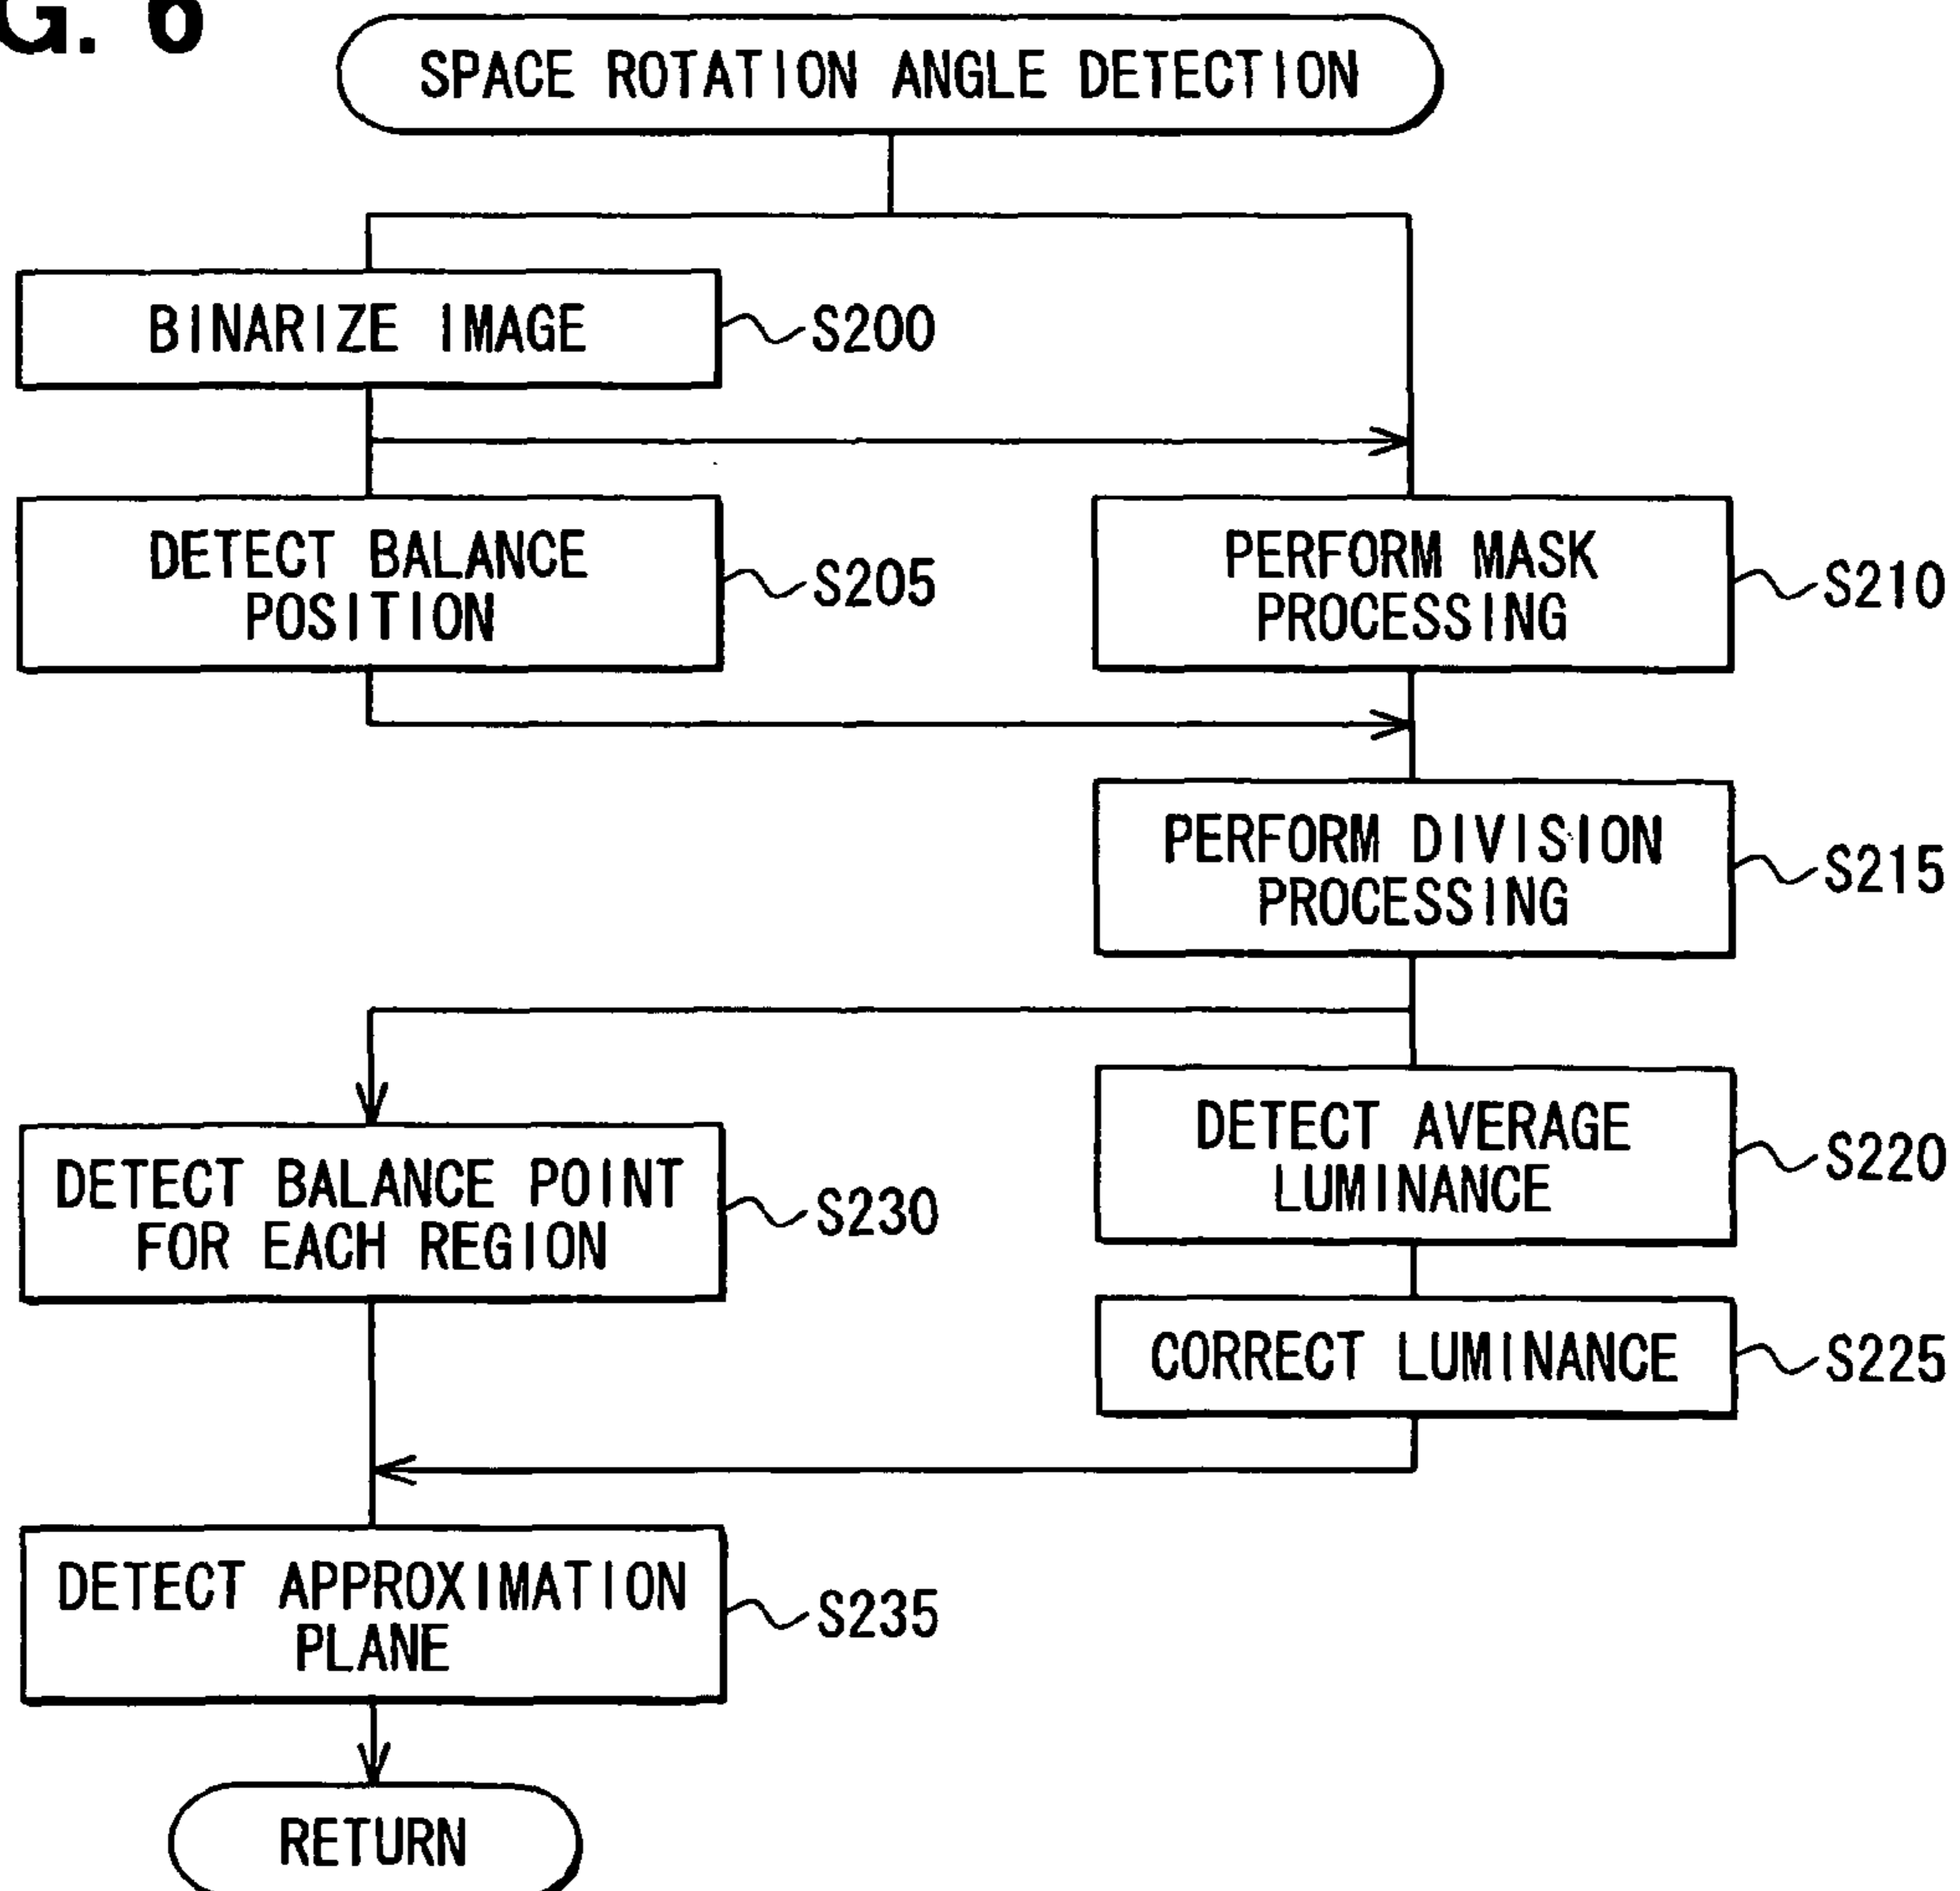 G. 6
SPACE ROTATION ANGLE DETECTION
BINARIZE IMAGE
S200
DETECT BALANCE
POSITION
S205
PERFORM MASK
PROCESSING
S210
PERFORM DIVISION
PROCESSING
S215
DETECT AVERAGE
LUMINANCE
S220
DETECT BALANCE POINT
FOR EACH REGION
S230
CORRECT LUMINANCE
S225
DETECT APPROXIMATION
PLANE
S235
RETURN